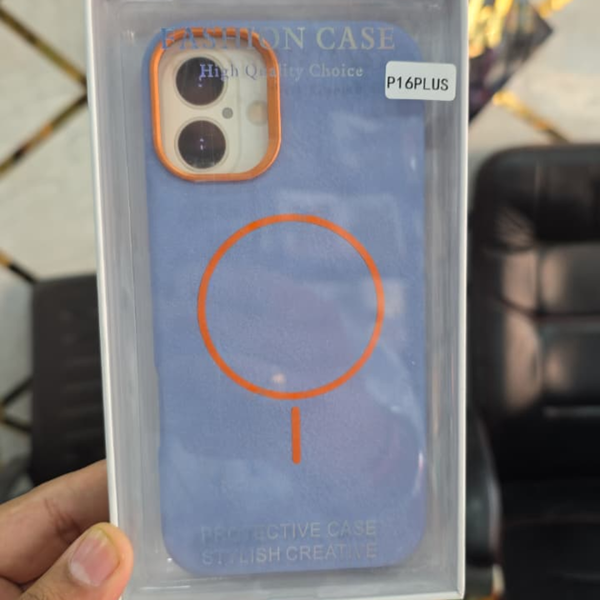 FASHION CASE
High Quality Choice
P16PLUS
PROTECTIVE CASE
STYLISH CREATIVE